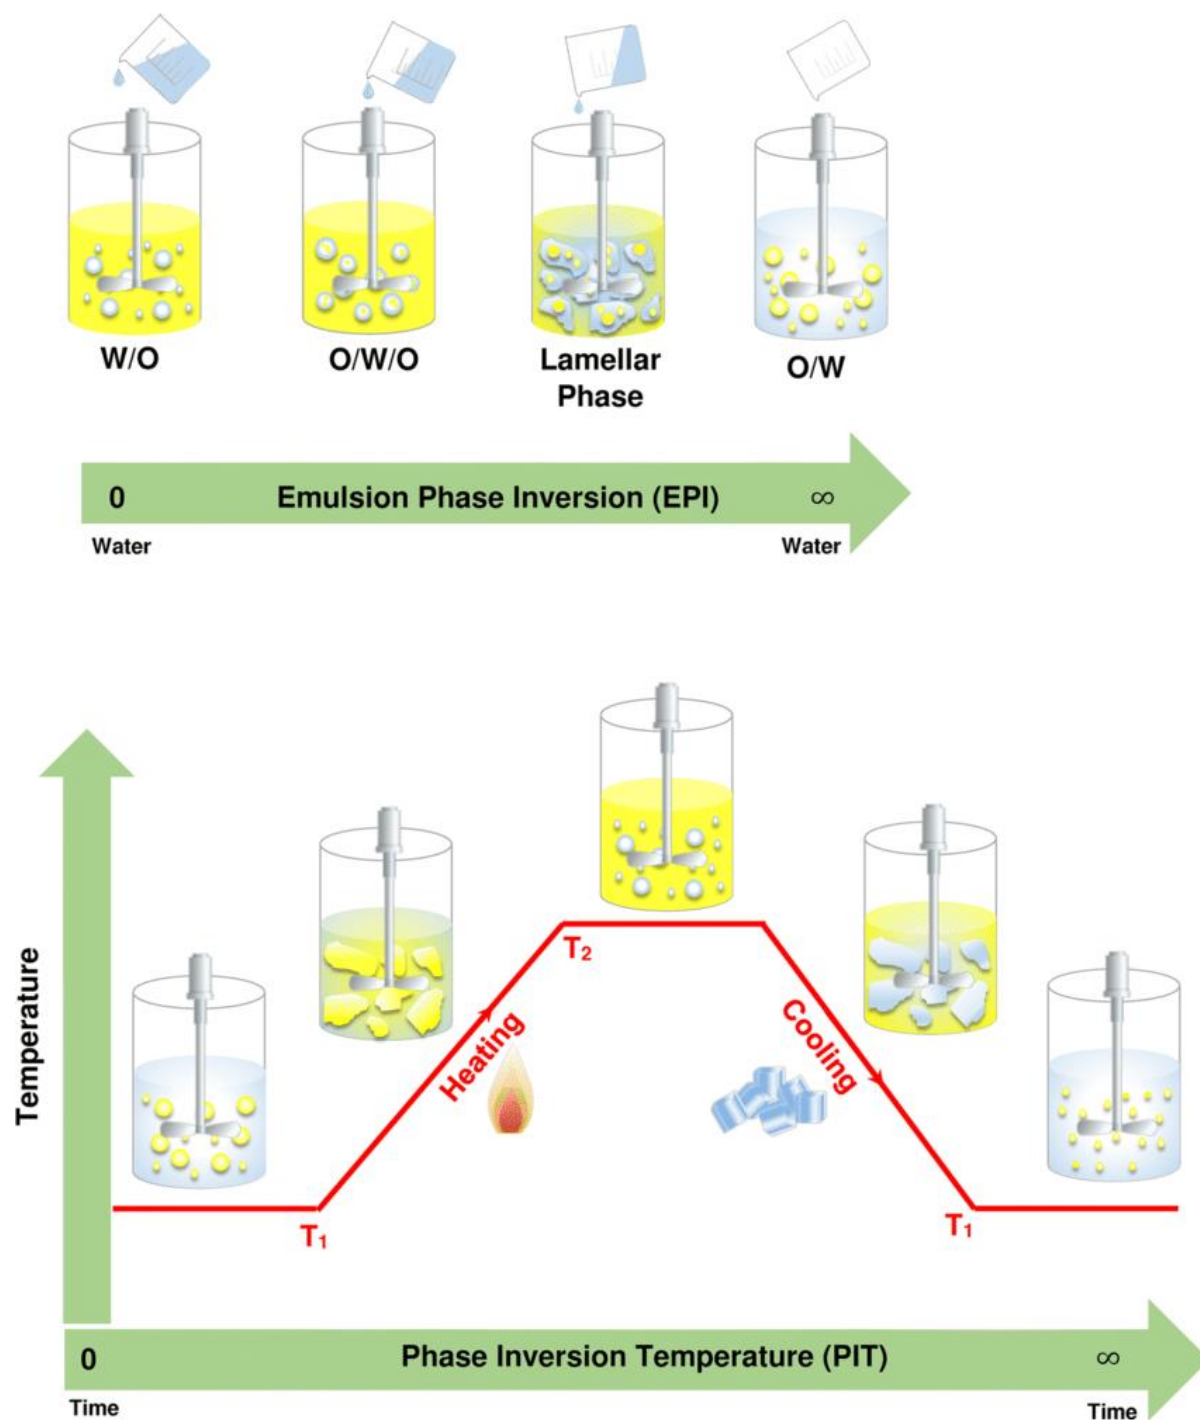 W/O
O/W/O
Lamellar
Phase
O/W
0
Emulsion Phase Inversion (EPI)
∞
Water
Water
Temperature
T₂
Heating
Cooling
T₁
T₁
0
Phase Inversion Temperature (PIT)
∞
Time
Time